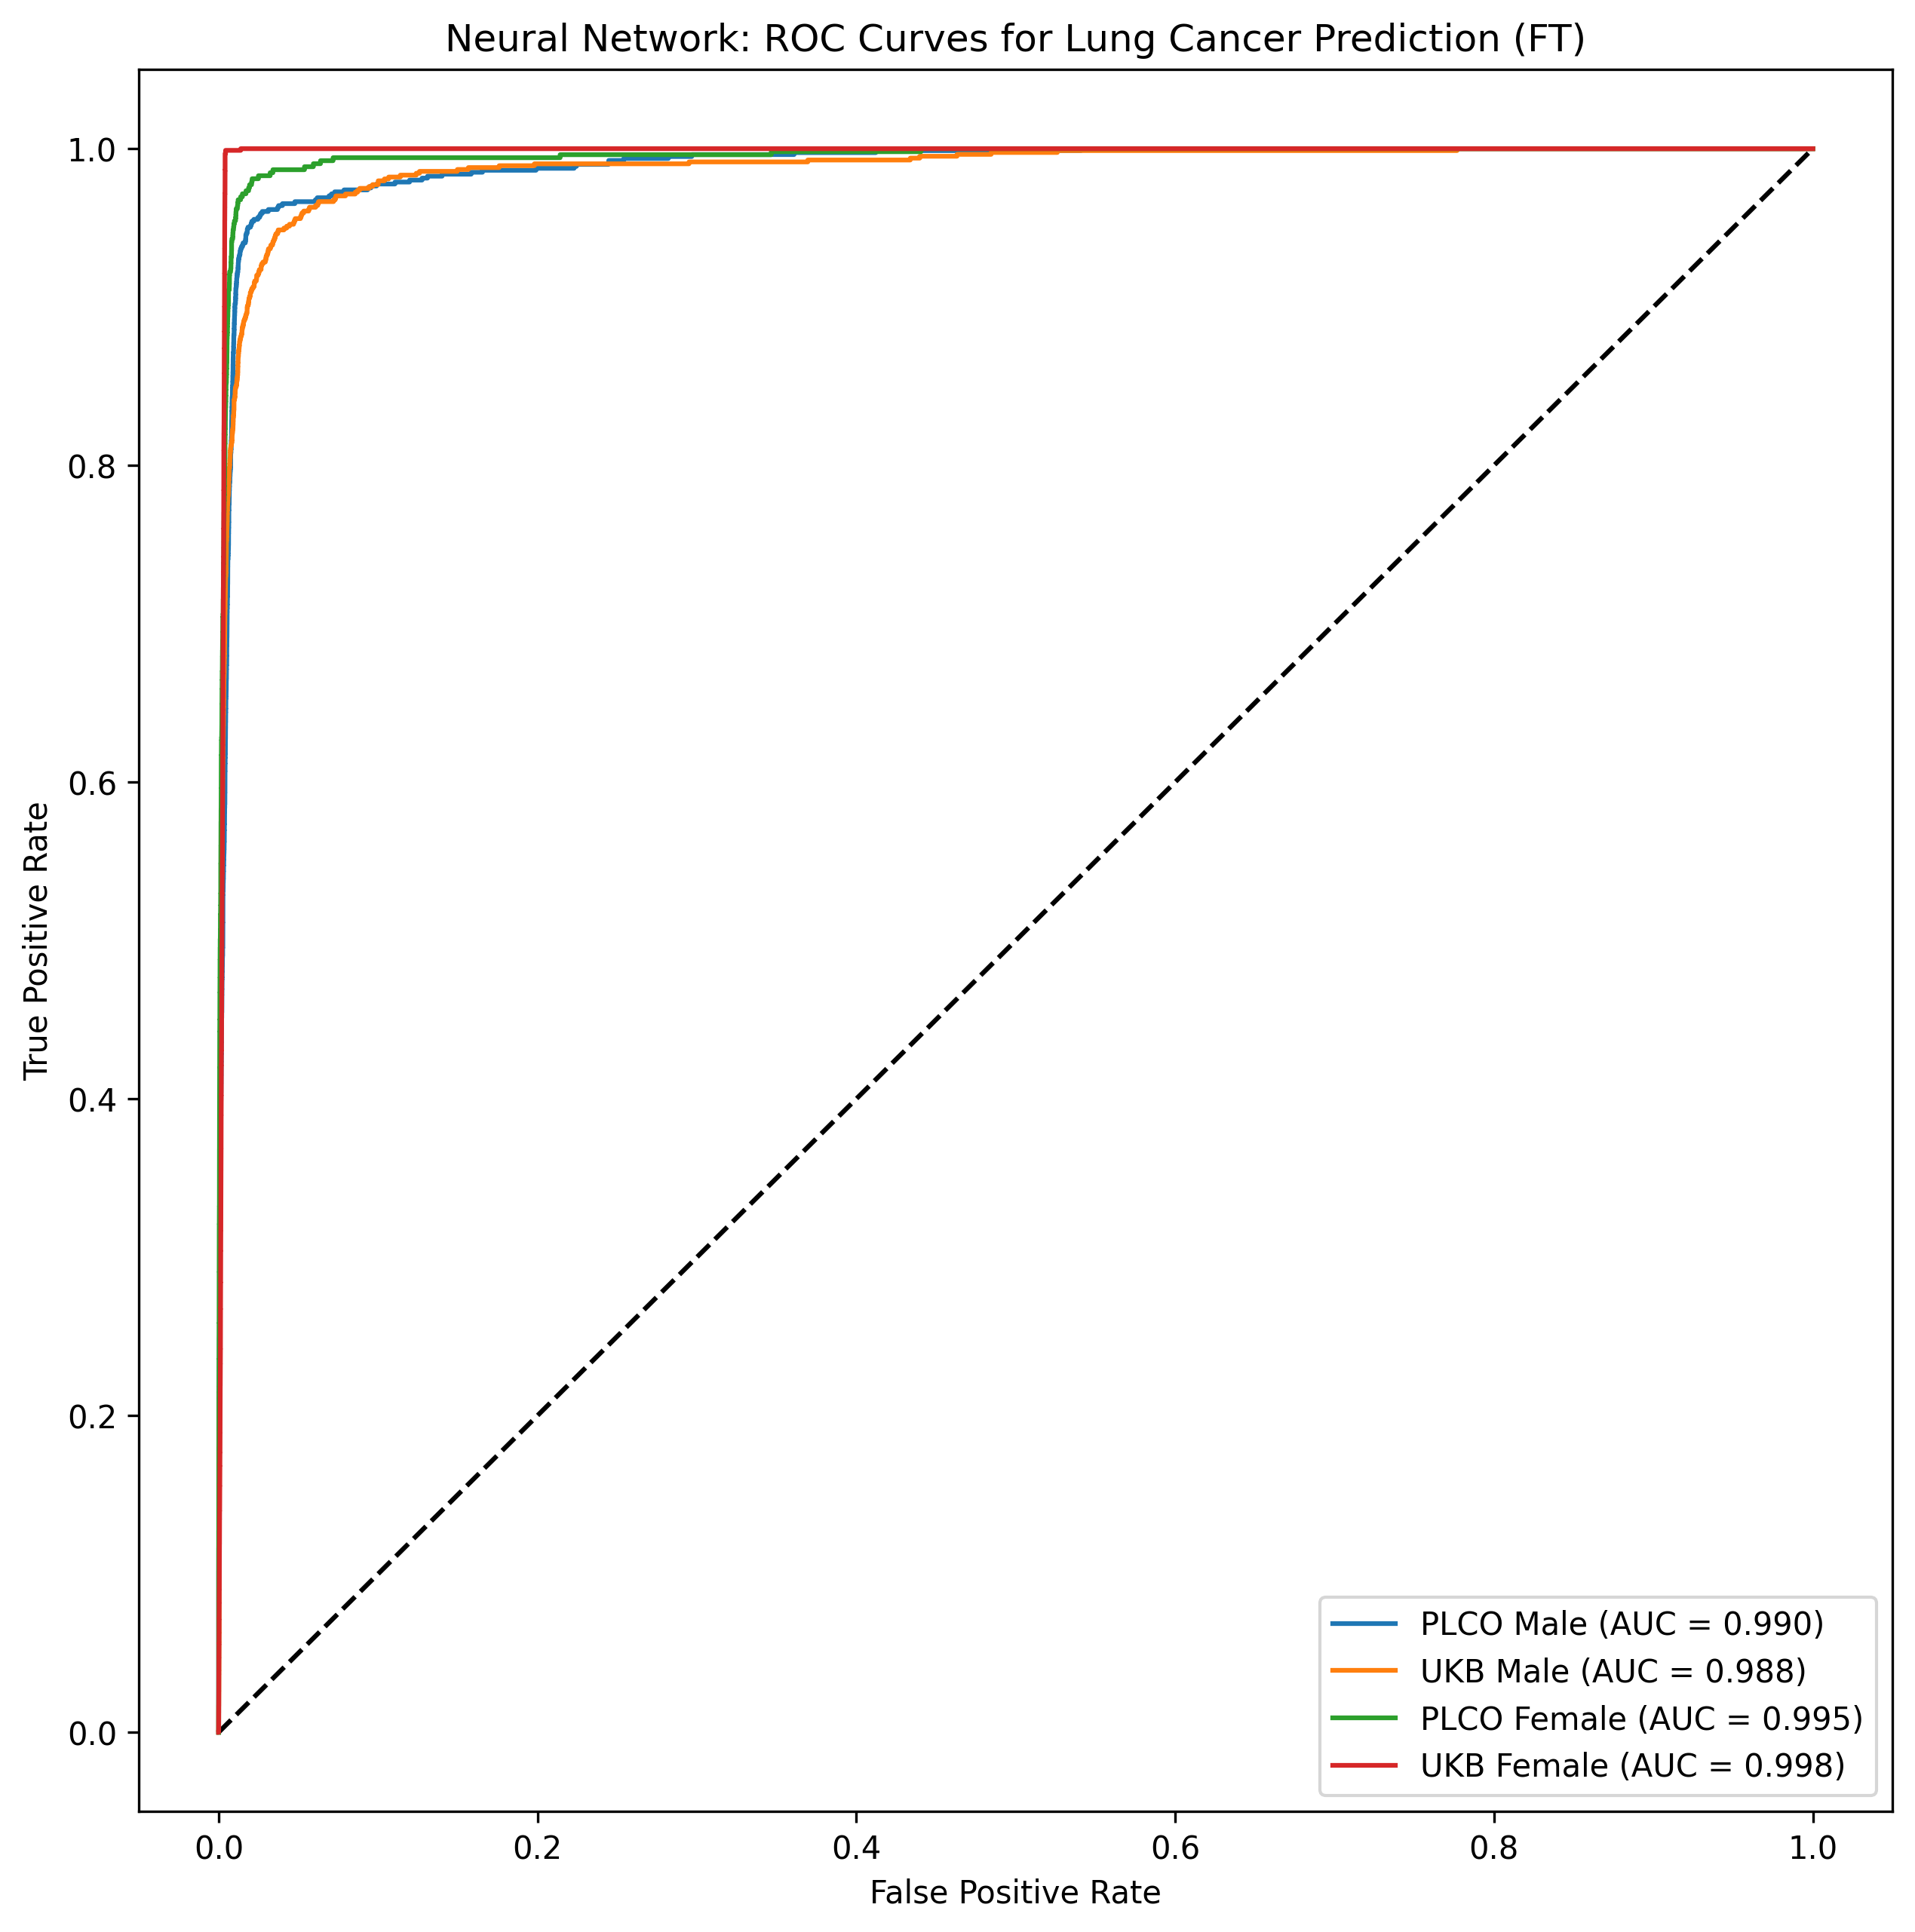 Neural Network: ROC Curves for Lung Cancer Prediction (FT)
True Positive Rate
1.0
0.8
0.6
0.4
0.2
0.0
0.0 0.2 0.4 0.6 0.8 1.0
False Positive Rate
PLCO Male (AUC = 0.990)
UKB Male (AUC = 0.988)
PLCO Female (AUC = 0.995)
UKB Female (AUC = 0.998)